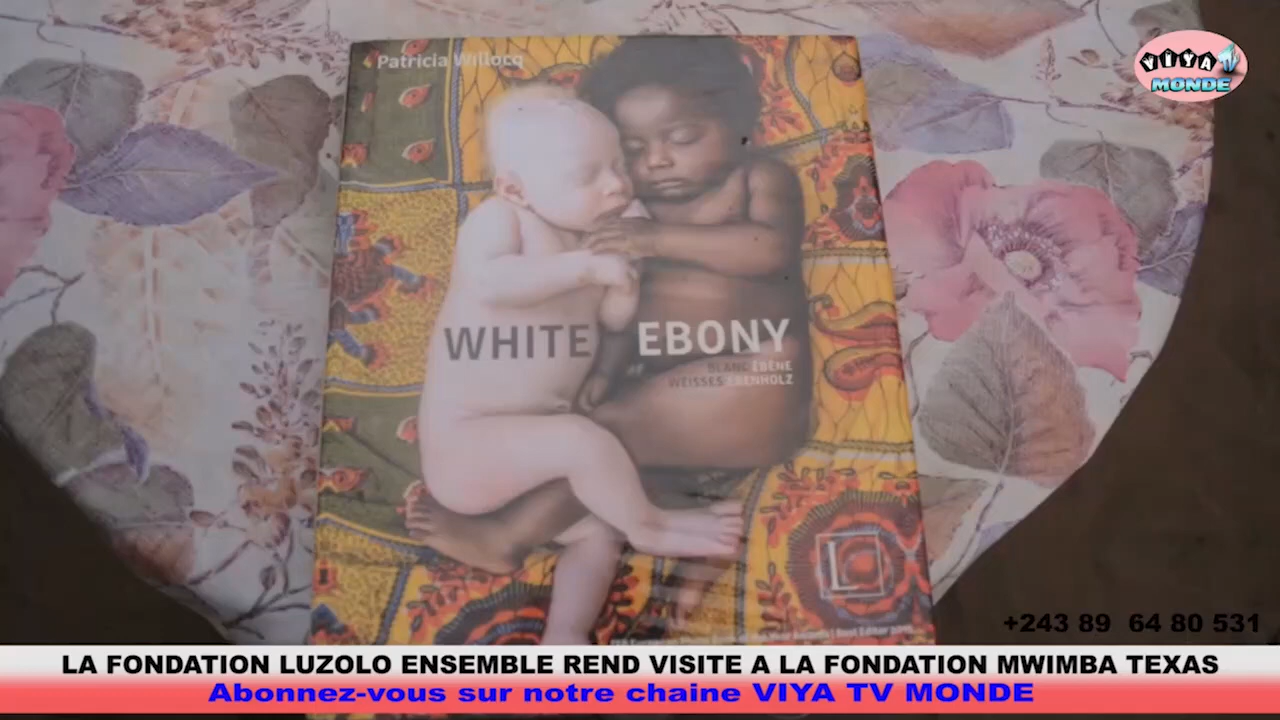 Patricia Willocq
VIYA TV
MONDE
WHITE EBONY
BLANC ÉBÈNE
WEISSES EBENHOLZ
L
+243 89 64 80 531
LA FONDATION LUZOLO ENSEMBLE REND VISITE A LA FONDATION MWIMBA TEXAS
Abonnez-vous sur notre chaine VIYA TV MONDE